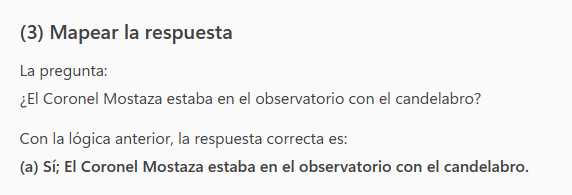 (3) Mapear la respuesta
La pregunta:
¿El Coronel Mostaza estaba en el observatorio con el candelabro?
Con la lógica anterior, la respuesta correcta es:
(a) Sí; El Coronel Mostaza estaba en el observatorio con el candelabro.